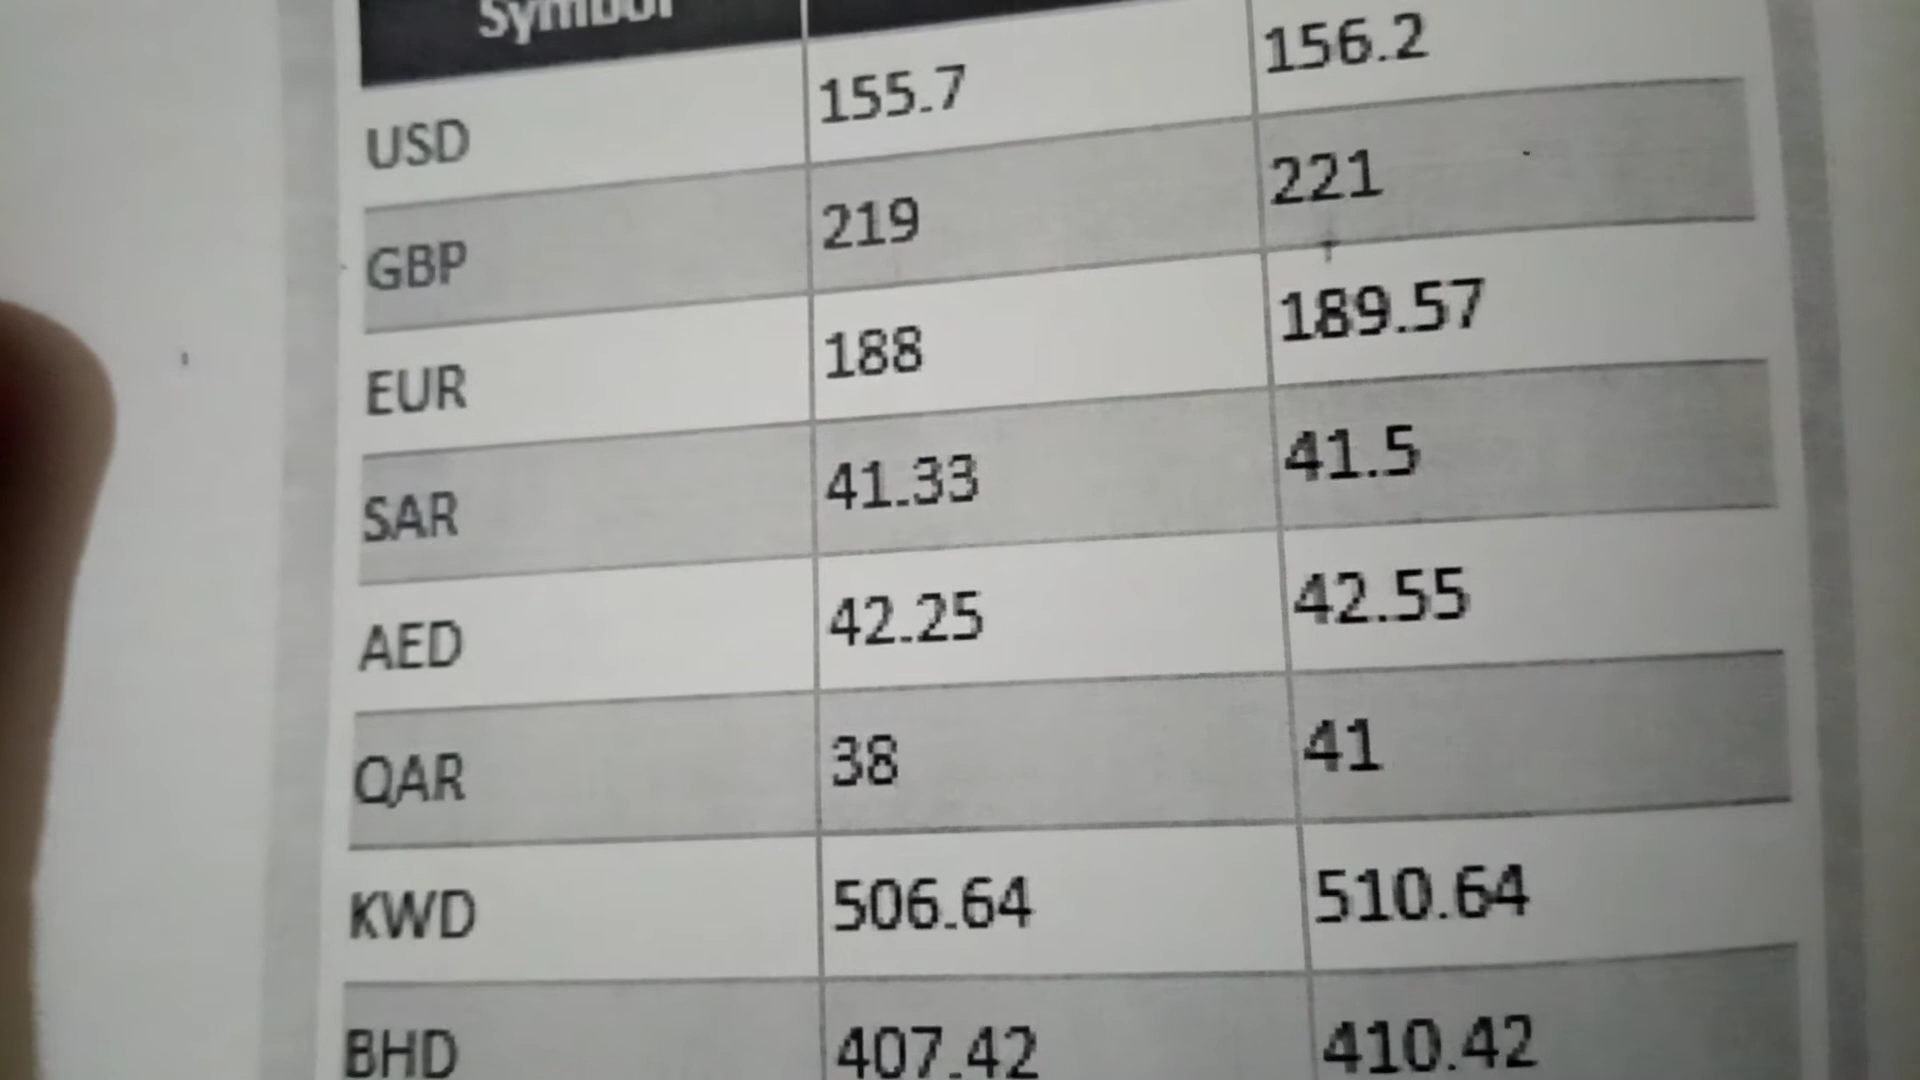 Symbol
USD 155.7 156.2
GBP 219 221
EUR 188 189.57
SAR 41.33 41.5
AED 42.25 42.55
QAR 38 41
KWD 506.64 510.64
BHD 407.42 410.42